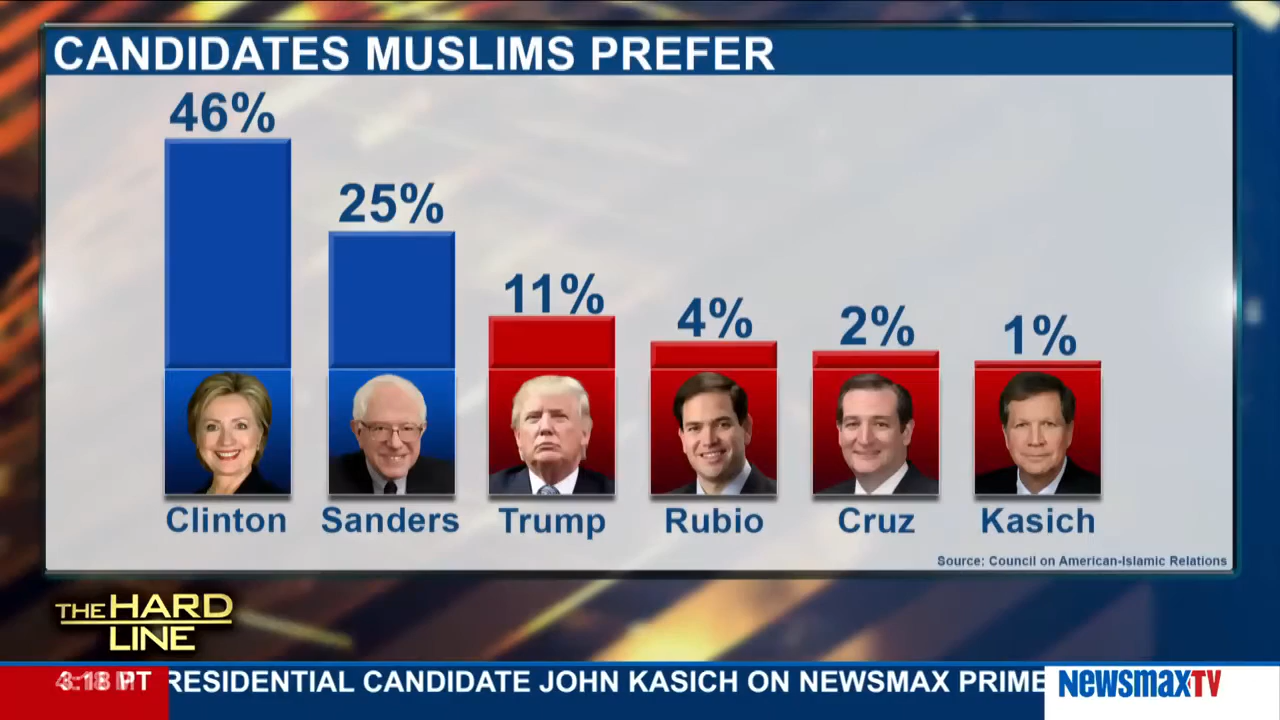 CANDIDATES MUSLIMS PREFER
46%
25%
11%
4%
2%
1%
Clinton
Sanders
Trump
Rubio
Cruz
Kasich
Source: Council on American-Islamic Relations
THE HARD
LINE
PT
RESIDENTIAL CANDIDATE JOHN KASICH ON NEWSMAX PRIME
NEWSMAXTV